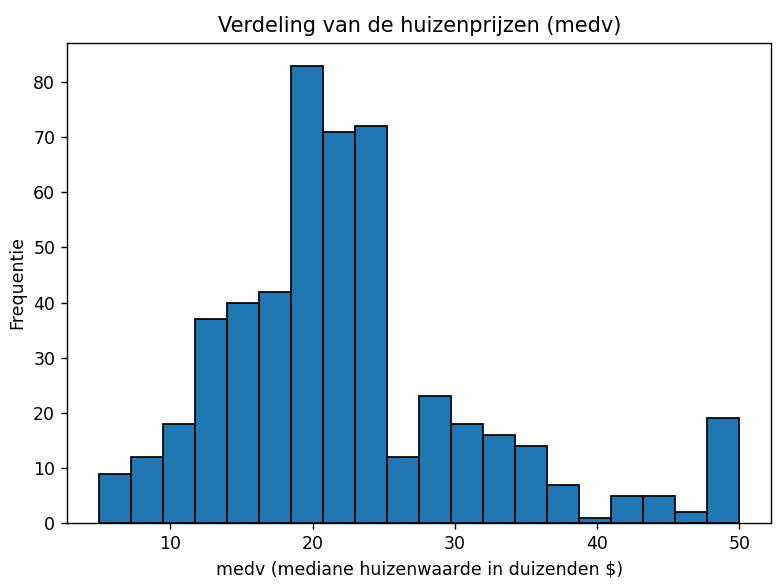 Verdeling van de huizenprijzen (medv)
80
70
60
50
40
30
20
10
0
Frequentie
10 20 30 40 50
medv (mediane huizenwaarde in duizenden $)